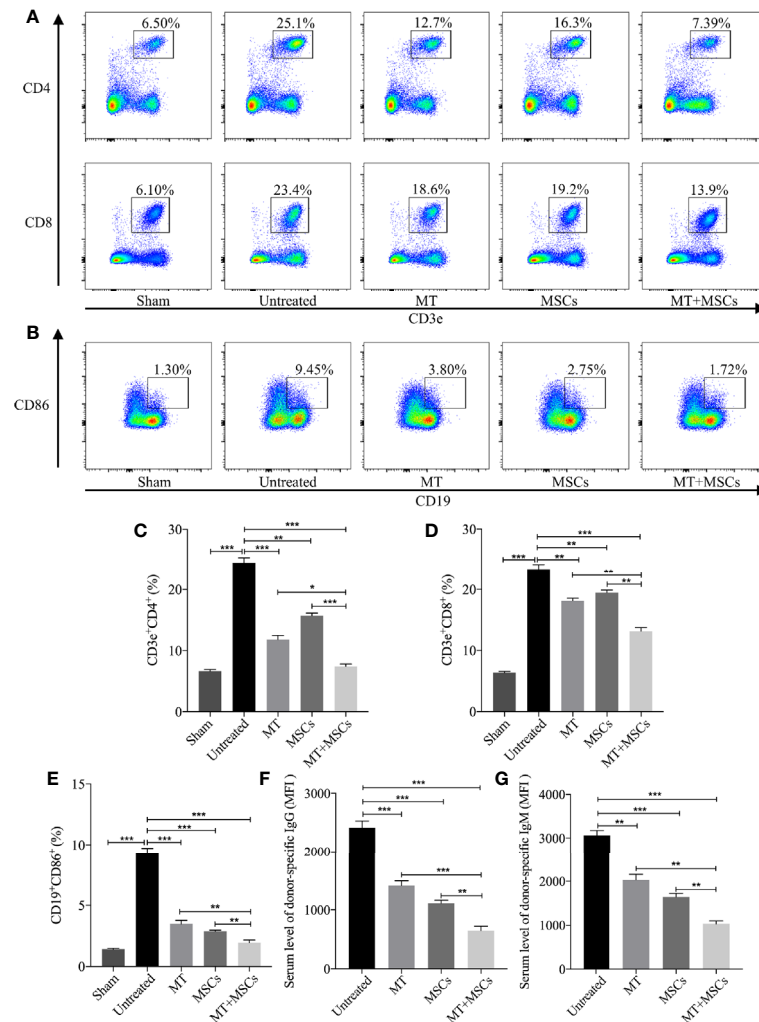 A
6.50% 25.1% 12.7% 16.3% 7.39%
CD4
6.10% 23.4% 18.6% 19.2% 13.9%
CD8
Sham Untreated MT MSCs MT+MSCs
CD3e
B
1.30% 9.45% 3.80% 2.75% 1.72%
CD86
Sham Untreated MT MSCs MT+MSCs
CD19
C
CD3e⁺CD4⁺ (%)
30
20
10
0
***
**
*** ***
*
***
Sham Untreated MT MSCs MT+MSCs
D
CD3e⁺CD8⁺ (%)
30
20
10
0
***
**
*** **
**
**
Sham Untreated MT MSCs MT+MSCs
E
CD19⁺CD86⁺ (%)
15
10
5
0
***
***
*** ***
**
**
Sham Untreated MT MSCs MT+MSCs
F
Serum level of donor-specific IgG (MFI)
3000
2000
1000
0
***
***
***
***
**
Untreated MT MSCs MT+MSCs
G
Serum level of donor-specific IgM (MFI)
4000
3000
2000
1000
0
***
***
**
**
**
Untreated MT MSCs MT+MSCs